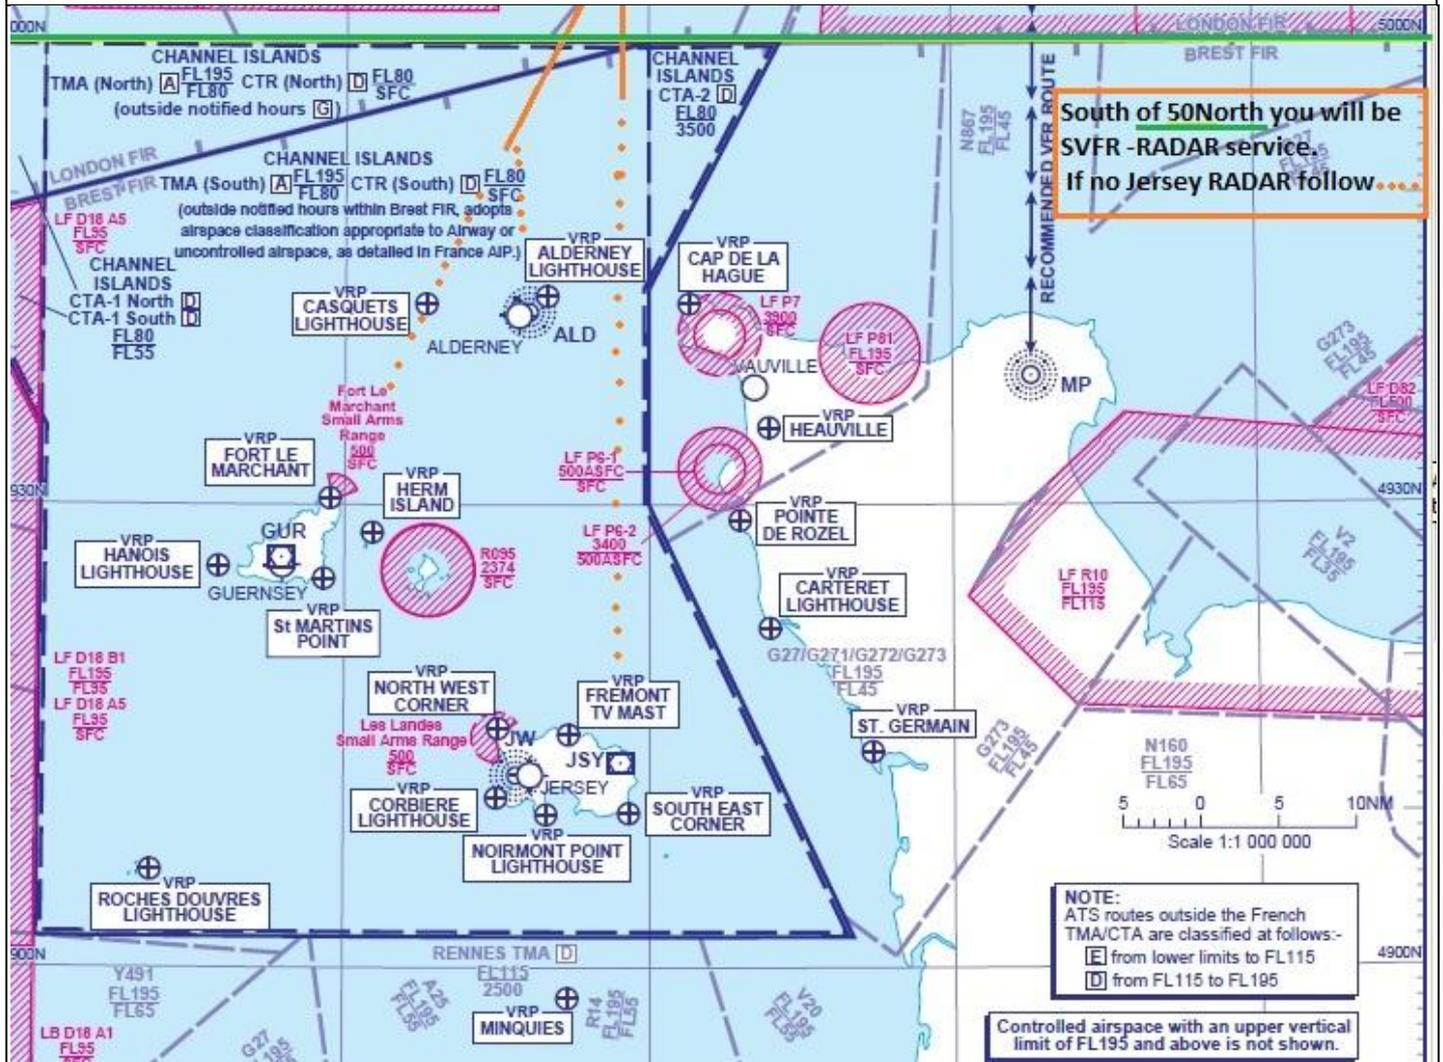 000N
5000N
LONDON FIR
BREST FIR
CHANNEL ISLANDS
TMA (North) A FL195 CTR (North) D FL80
FL80 SFC
(outside notified hours G)
CHANNEL
ISLANDS
CTA-2 D
FL80
3500
N867
FL195
FL45
RECOMMENDED VFR ROUTE
South of 50North you will be
SVFR -RADAR service.
If no Jersey RADAR follow
G27
FL195
LONDON FIR
BREST FIR
CHANNEL ISLANDS
TMA (South) A FL195 CTR (South) D FL80
FL80 SFC
(outside notified hours within Brest FIR, adopts
airspace classification appropriate to Airway or
uncontrolled airspace, as detailed in France AIP.)
LF D18 A5
FL95
SFC
CHANNEL
ISLANDS
CTA-1 North D
CTA-1 South D
FL80
FL55
VRP
ALDERNEY
LIGHTHOUSE
VRP
CAP DE LA
HAGUE
VRP
CASQUETS
LIGHTHOUSE
ALD
ALDERNEY
LF P7
3900
SFC
LF P81
FL195
SFC
VAUVILLE
MP
G273
FL195
FL45
LF D82
FL500
SFC
VRP
HEAUVILLE
Fort Le
Marchant
Small Arms
Range
500
SFC
VRP
FORT LE
MARCHANT
VRP
HERM
ISLAND
LF P6-1
500ASFC
SFC
930N
4930N
VRP
POINTE
DE ROZEL
LF P6-2
3400
500ASFC
V2
FL195
FL35
GUR
VRP
HANOIS
LIGHTHOUSE
GUERNSEY
R095
2374
SFC
VRP
CARTERET
LIGHTHOUSE
LF R10
FL195
FL115
VRP
St MARTINS
POINT
LF D18 B1
FL195
FL95
LF D18 A5
FL95
SFC
G27/G271/G272/G273
FL195
FL45
VRP
NORTH WEST
CORNER
VRP
FREMONT
TV MAST
VRP
ST. GERMAIN
G273
FL195
FL45
Les Landes
Small Arms Range
500
SFC
JW
JSY
JERSEY
N160
FL195
FL65
VRP
CORBIERE
LIGHTHOUSE
VRP
SOUTH EAST
CORNER
5 0 5 10NM
Scale 1:1 000 000
VRP
NOIRMONT POINT
LIGHTHOUSE
VRP
ROCHES DOUVRES
LIGHTHOUSE
NOTE:
ATS routes outside the French
TMA/CTA are classified at follows:-
E from lower limits to FL115
D from FL115 to FL195
900N
4900N
RENNES TMA D
FL115
2500
Y491
FL195
FL65
A25
FL195
FL55
R14
FL195
FL55
V20
FL195
VRP
MINQUIES
Controlled airspace with an upper vertical
limit of FL195 and above is not shown.
LB D18 A1
FL95
G27